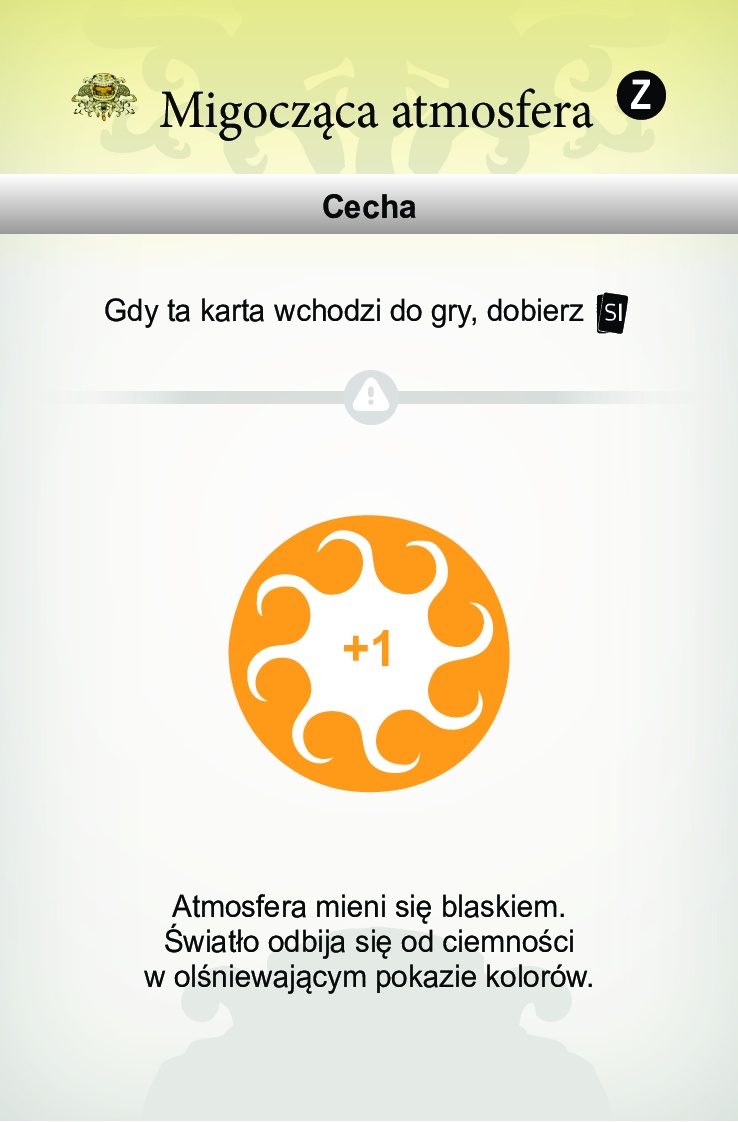 Migocząca atmosfera Z
Cecha
Gdy ta karta wchodzi do gry, dobierz SI
+1
Atmosfera mieni się blaskiem.
Światło odbija się od ciemności
w olśniewającym pokazie kolorów.